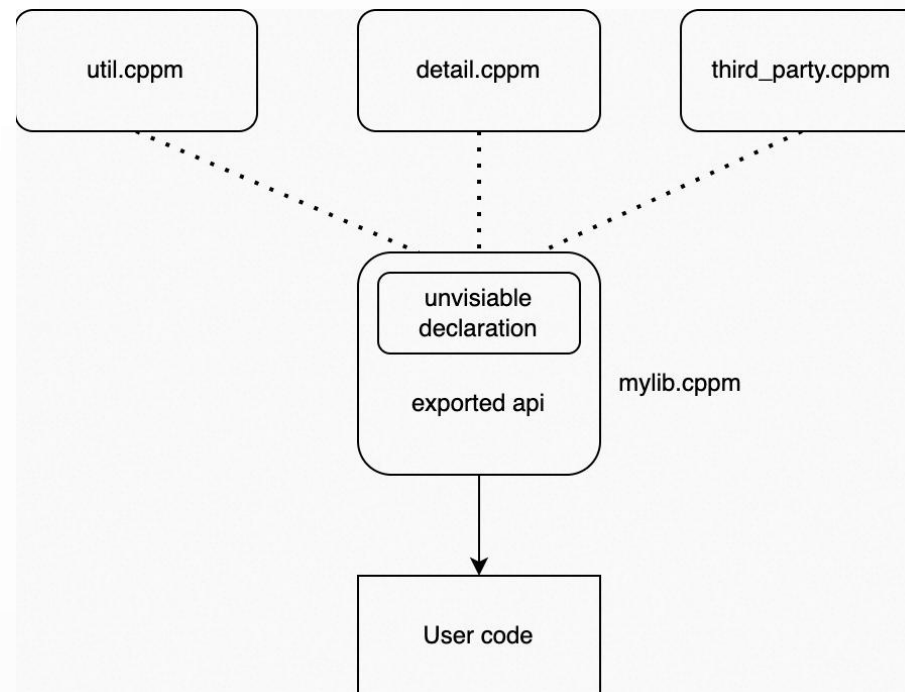 util.cppm
detail.cppm
third_party.cppm
unvisiable
declaration
exported api
mylib.cppm
User code